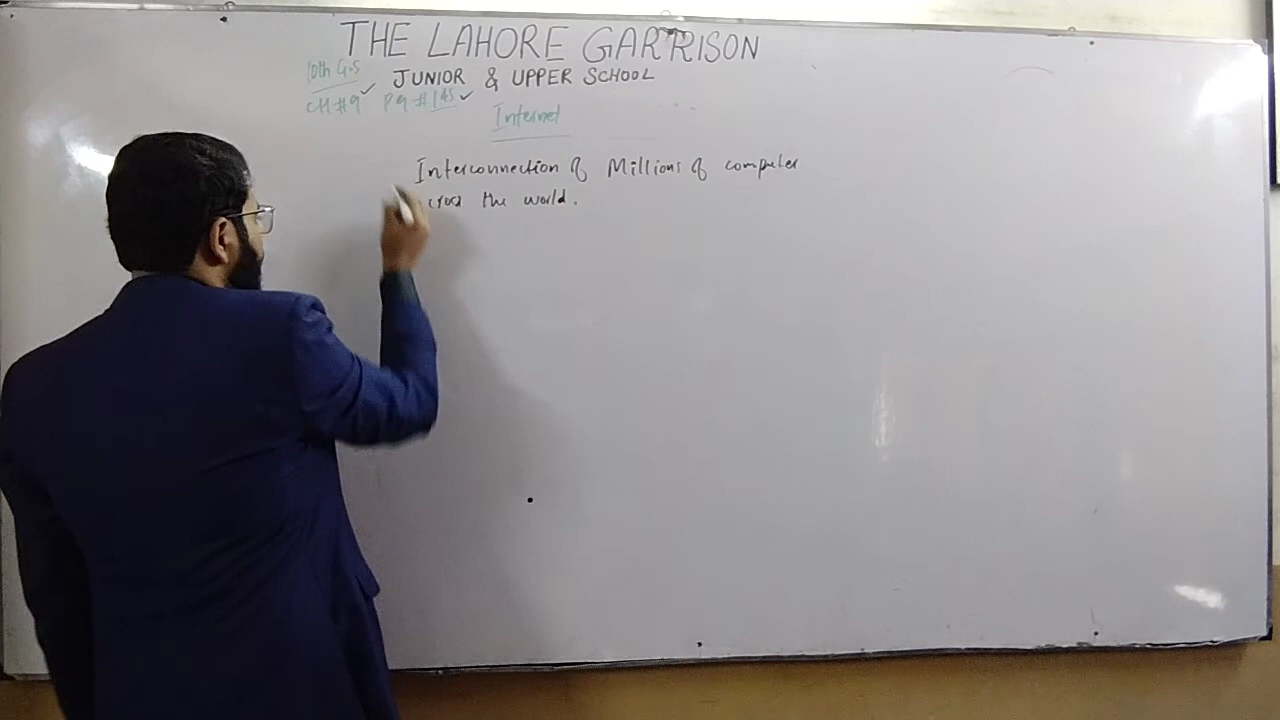 THE LAHORE GARRISON
JUNIOR & UPPER SCHOOL
10th G.S
CH #9 Pg #145
Internet
Interconnection of Millions of computer
across the world.